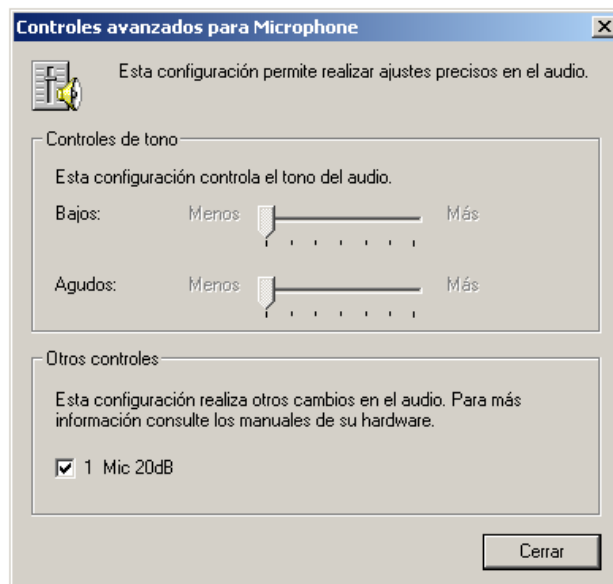 Controles avanzados para Microphone
Esta configuración permite realizar ajustes precisos en el audio.
Controles de tono
Esta configuración controla el tono del audio.
Bajos: Menos Más
Agudos: Menos Más
Otros controles
Esta configuración realiza otros cambios en el audio. Para más
información consulte los manuales de su hardware.
1 Mic 20dB
Cerrar